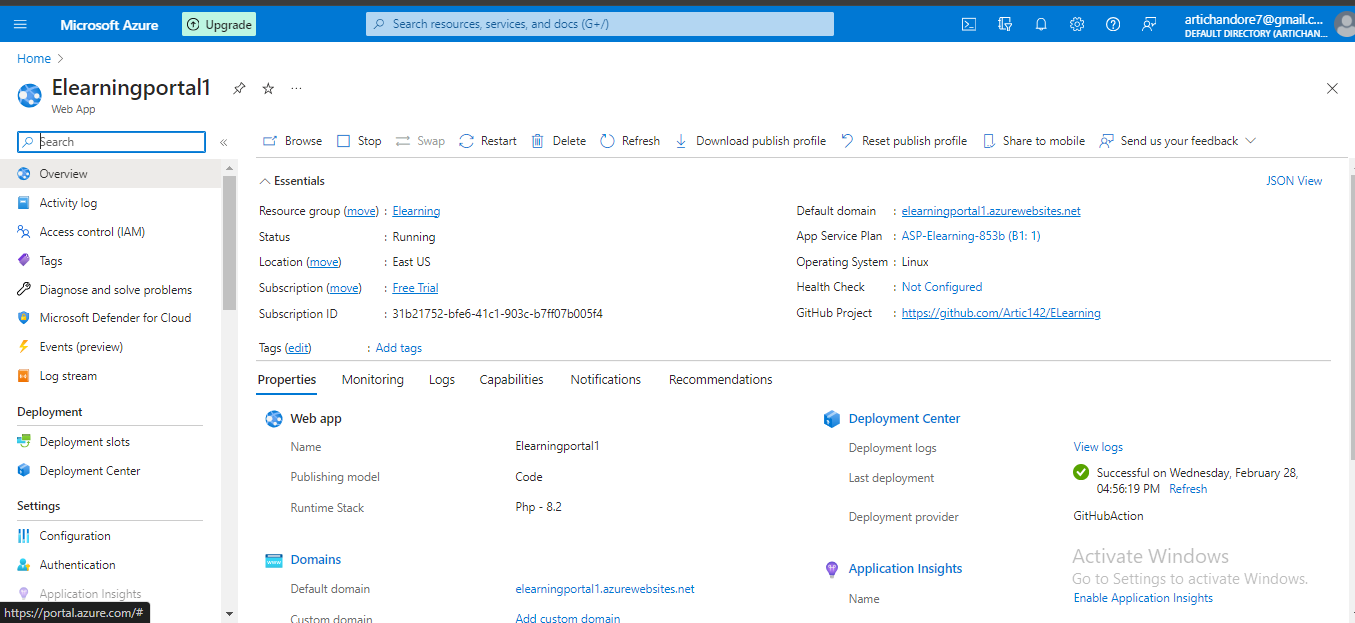 Microsoft Azure
Upgrade
Search resources, services, and docs (G+/)
artichandore7@gmail.c...
DEFAULT DIRECTORY (ARTICHAN...
Home
Elearningportal1
Web App
Search
Browse Stop Swap Restart Delete Refresh Download publish profile Reset publish profile Share to mobile Send us your feedback
Overview
Activity log
Access control (IAM)
Tags
Diagnose and solve problems
Microsoft Defender for Cloud
Events (preview)
Log stream
Deployment
Deployment slots
Deployment Center
Settings
Configuration
Authentication
Application Insights
https://portal.azure.com/#
Essentials
JSON View
Resource group (move) : Elearning
Status : Running
Location (move) : East US
Subscription (move) : Free Trial
Subscription ID : 31b21752-bfe6-41c1-903c-b7ff07b005f4
Default domain : elearningportal1.azurewebsites.net
App Service Plan : ASP-Elearning-853b (B1: 1)
Operating System : Linux
Health Check : Not Configured
GitHub Project : https://github.com/Artic142/ELearning
Tags (edit) : Add tags
Properties Monitoring Logs Capabilities Notifications Recommendations
Web app
Name Elearningportal1
Publishing model Code
Runtime Stack Php - 8.2
Domains
Default domain elearningportal1.azurewebsites.net
Custom domain Add custom domain
Deployment Center
Deployment logs View logs
Last deployment Successful on Wednesday, February 28,
04:56:19 PM Refresh
Deployment provider GitHubAction
Application Insights
Name Enable Application Insights
Activate Windows
Go to Settings to activate Windows.